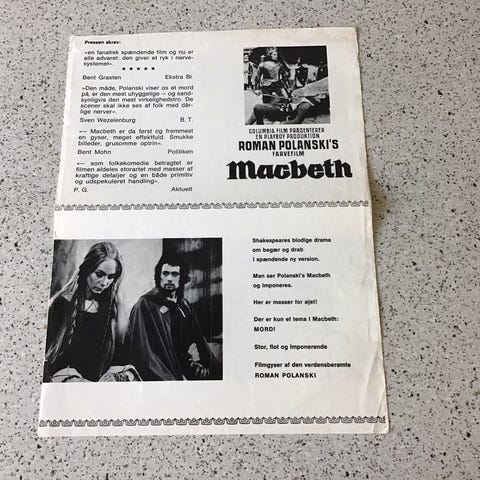 Pressen skrev:
»en fanatisk spændende film og nu er
alle advaret: den giver et ryk i nerve-
systemet«.
★ ★ ★ ★ ★
Bent Grasten Ekstra Bl.
»Den måde, Polanski viser os et mord
på, er den mest uhyggelige — og sand-
synligvis den mest virkelighedstro. De
scener skal ikke ses af folk med dår-
lige nerver«.
Sven Wezelenburg B. T.
»— Macbeth er da først og fremmest
en gyser, meget effektfuld. Smukke
billeder, grusomme optrin«.
Bent Mohn Politiken
»— som folkekomedie betragtet er
filmen aldeles storartet med masser af
kraftige detaljer og en både primitiv
og udspekuleret handling«.
P. G. Aktuelt
COLUMBIA FILM PRÆSENTERER
EN PLAYBOY PRODUKTION
ROMAN POLANSKI'S
FARVEFILM
Macbeth
Shakespeares blodige drama
om begær og drab
i spændende ny version.
Man ser Polanski's Macbeth
og imponeres.
Her er masser for øjet!
Der er kun et tema i Macbeth:
MORD!
Stor, flot og imponerende
Filmgyser af den verdensberømte
ROMAN POLANSKI